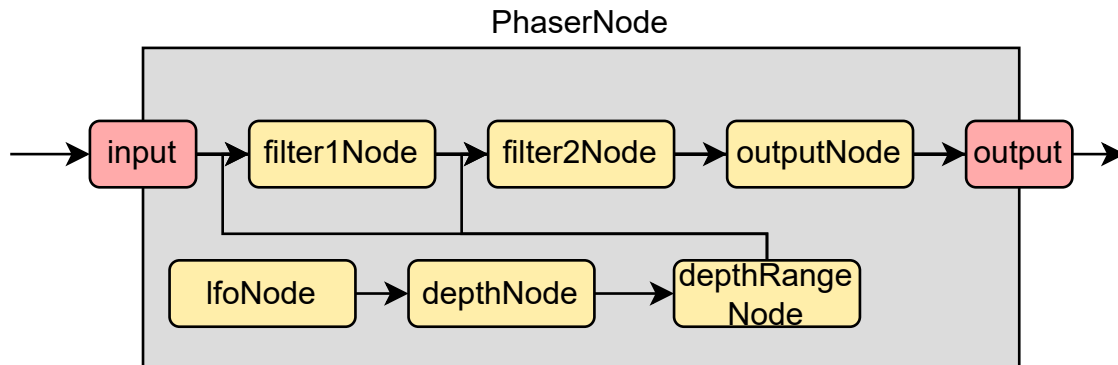 PhaserNode
input
filter1Node
filter2Node
outputNode
output
lfoNode
depthNode
depthRange
Node